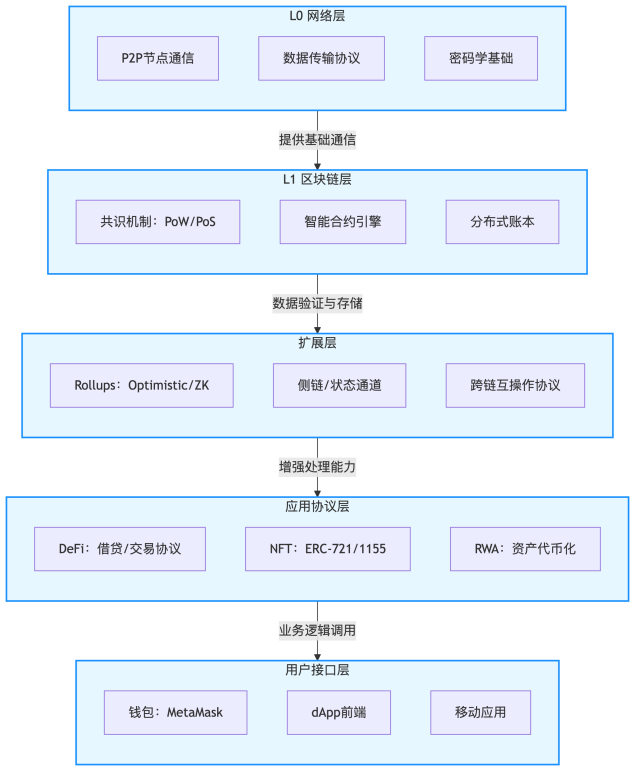 L0 网络层
P2P节点通信
数据传输协议
密码学基础
提供基础通信
L1 区块链层
共识机制：PoW/PoS
智能合约引擎
分布式账本
数据验证与存储
扩展层
Rollups：Optimistic/ZK
侧链/状态通道
跨链互操作协议
增强处理能力
应用协议层
DeFi：借贷/交易协议
NFT：ERC-721/1155
RWA：资产代币化
业务逻辑调用
用户接口层
钱包：MetaMask
dApp前端
移动应用